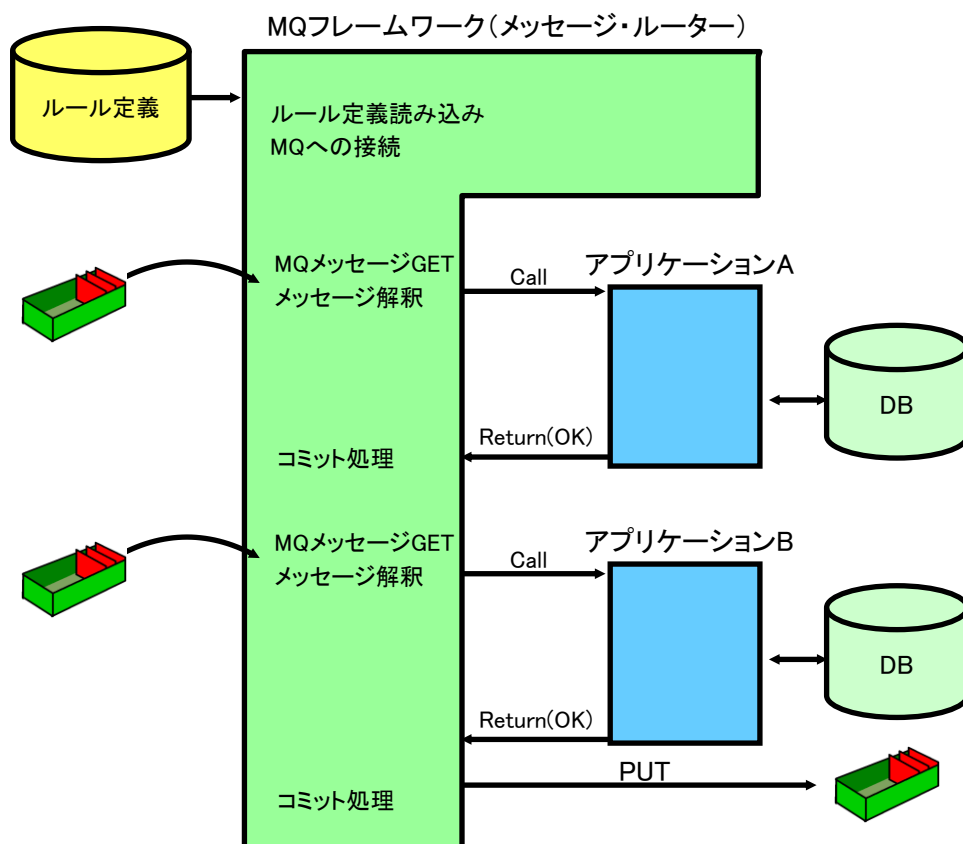 MQフレームワーク(メッセージ・ルーター)
ルール定義
ルール定義読み込み
MQへの接続
MQメッセージGET
メッセージ解釈
Call
アプリケーションA
DB
Return(OK)
コミット処理
MQメッセージGET
メッセージ解釈
Call
アプリケーションB
DB
Return(OK)
PUT
コミット処理